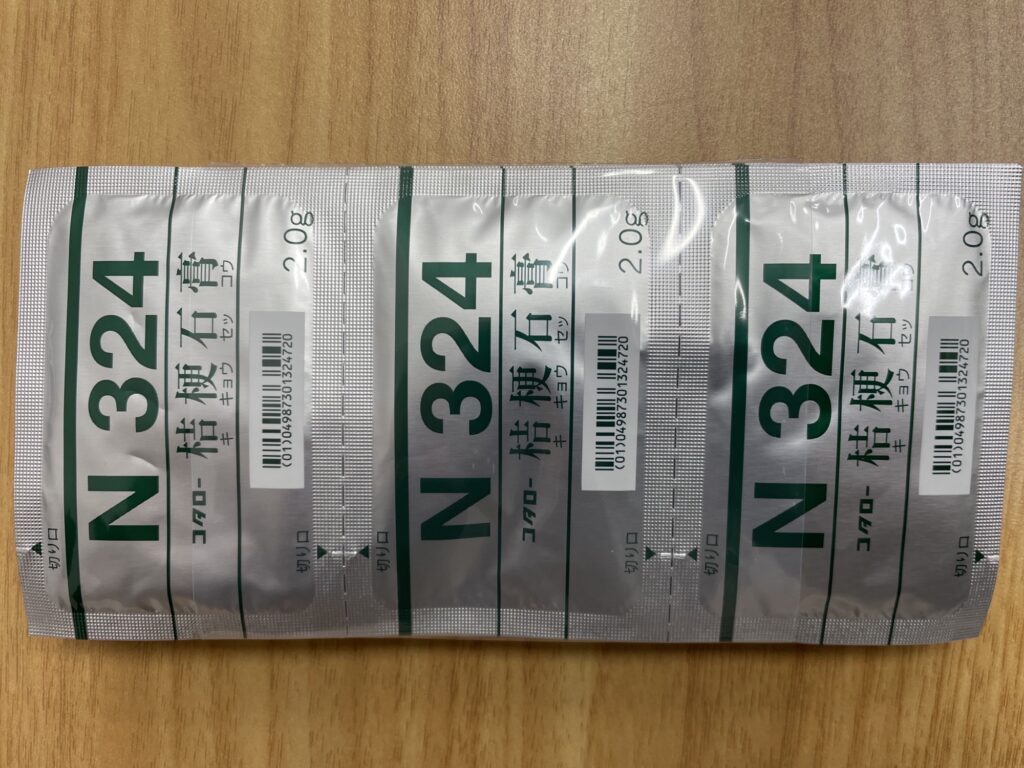 N 324
コタロー 桔梗石膏
キ キョウ セッ コウ
2.0g
(01)04987301324720
切り口
切り口
N 324
コタロー 桔梗石膏
キ キョウ セッ コウ
2.0g
(01)04987301324720
切り口
切り口
N 324
コタロー 桔梗石膏
キ キョウ セッ コウ
2.0g
(01)04987301324720
切り口